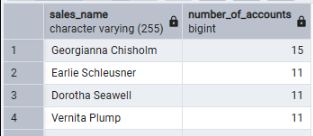 sales_name number_of_accounts
character varying (255) bigint
1 Georgianna Chisholm 15
2 Earlie Schleusner 11
3 Dorotha Seawell 11
4 Vernita Plump 11